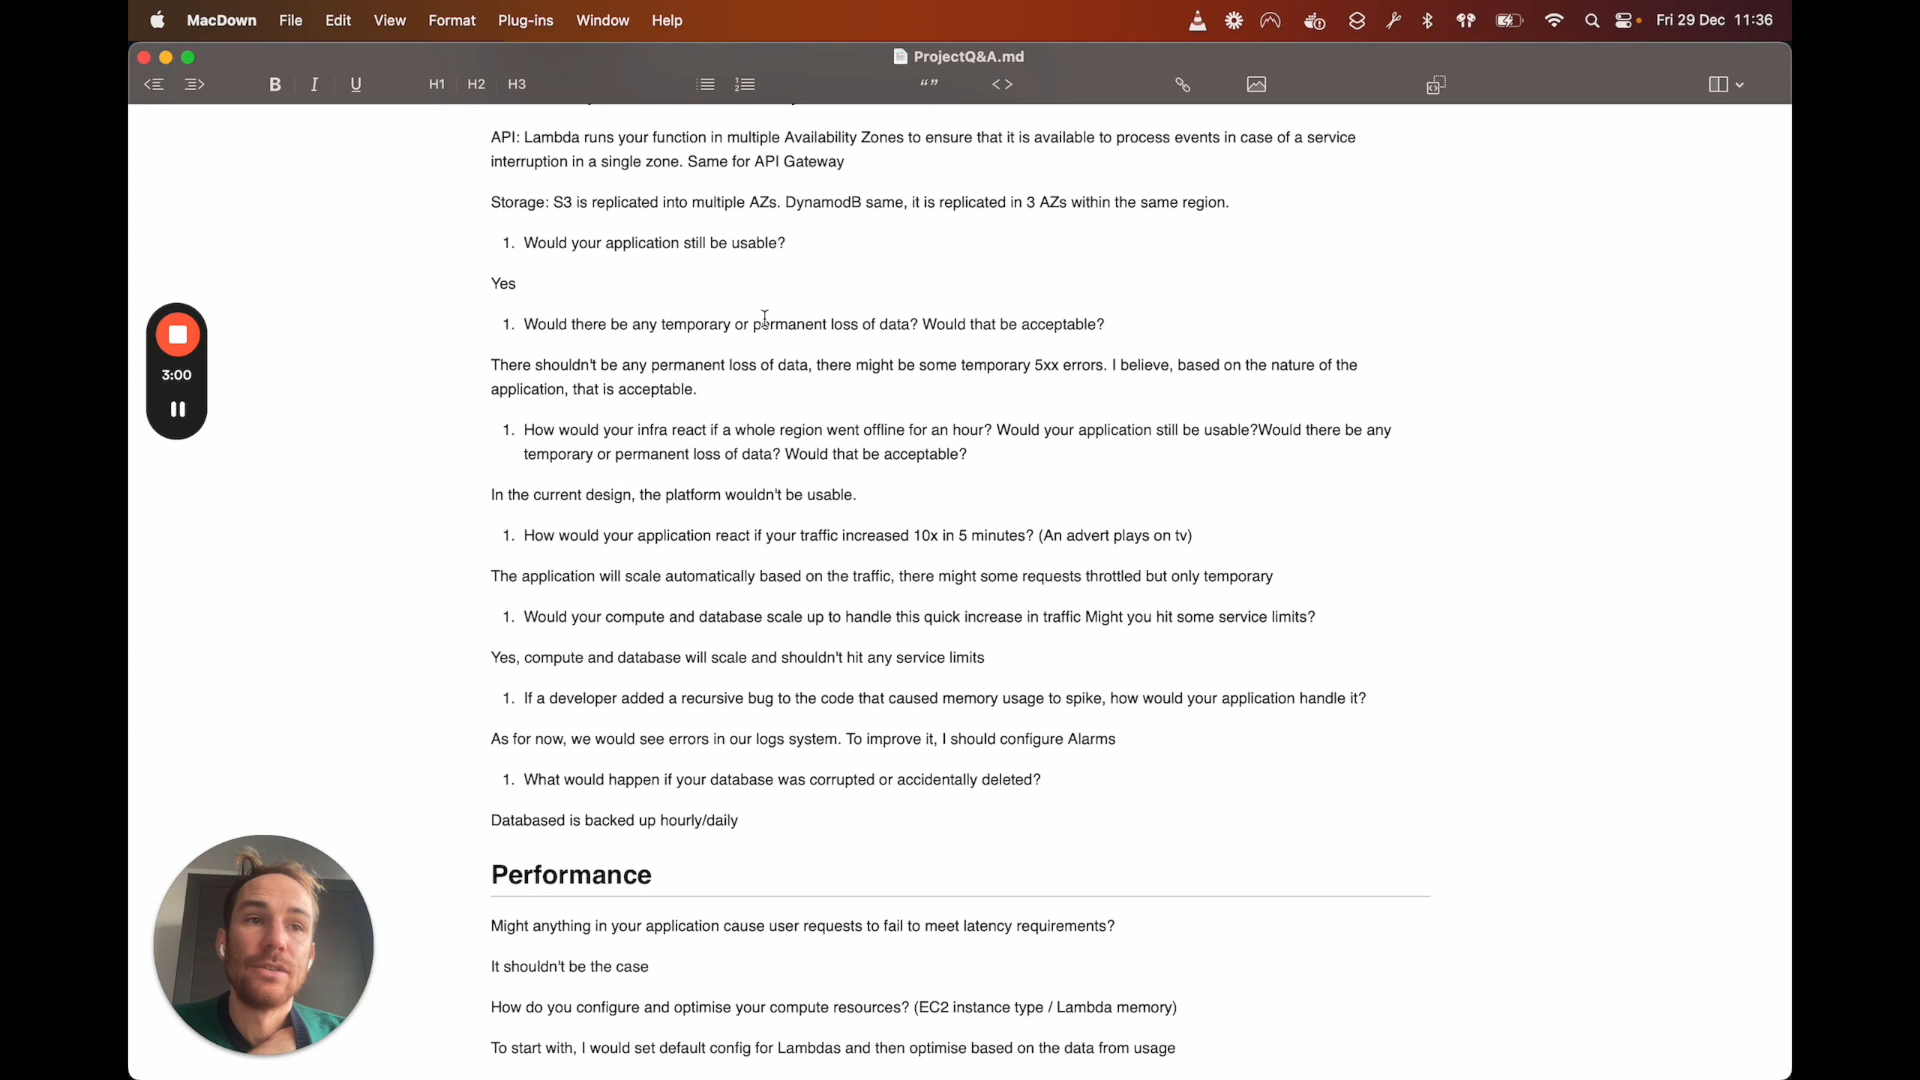 MacDown File Edit View Format Plug-ins Window Help Fri 29 Dec 11:36
ProjectQ&A.md
B I U H1 H2 H3
API: Lambda runs your function in multiple Availability Zones to ensure that it is available to process events in case of a service
interruption in a single zone. Same for API Gateway
Storage: S3 is replicated into multiple AZs. DynamodB same, it is replicated in 3 AZs within the same region.
1. Would your application still be usable?
Yes
1. Would there be any temporary or permanent loss of data? Would that be acceptable?
There shouldn't be any permanent loss of data, there might be some temporary 5xx errors. I believe, based on the nature of the
application, that is acceptable.
1. How would your infra react if a whole region went offline for an hour? Would your application still be usable?Would there be any
temporary or permanent loss of data? Would that be acceptable?
In the current design, the platform wouldn't be usable.
1. How would your application react if your traffic increased 10x in 5 minutes? (An advert plays on tv)
The application will scale automatically based on the traffic, there might some requests throttled but only temporary
1. Would your compute and database scale up to handle this quick increase in traffic Might you hit some service limits?
Yes, compute and database will scale and shouldn't hit any service limits
1. If a developer added a recursive bug to the code that caused memory usage to spike, how would your application handle it?
As for now, we would see errors in our logs system. To improve it, I should configure Alarms
1. What would happen if your database was corrupted or accidentally deleted?
Databased is backed up hourly/daily
Performance
Might anything in your application cause user requests to fail to meet latency requirements?
It shouldn't be the case
How do you configure and optimise your compute resources? (EC2 instance type / Lambda memory)
To start with, I would set default config for Lambdas and then optimise based on the data from usage
3:00